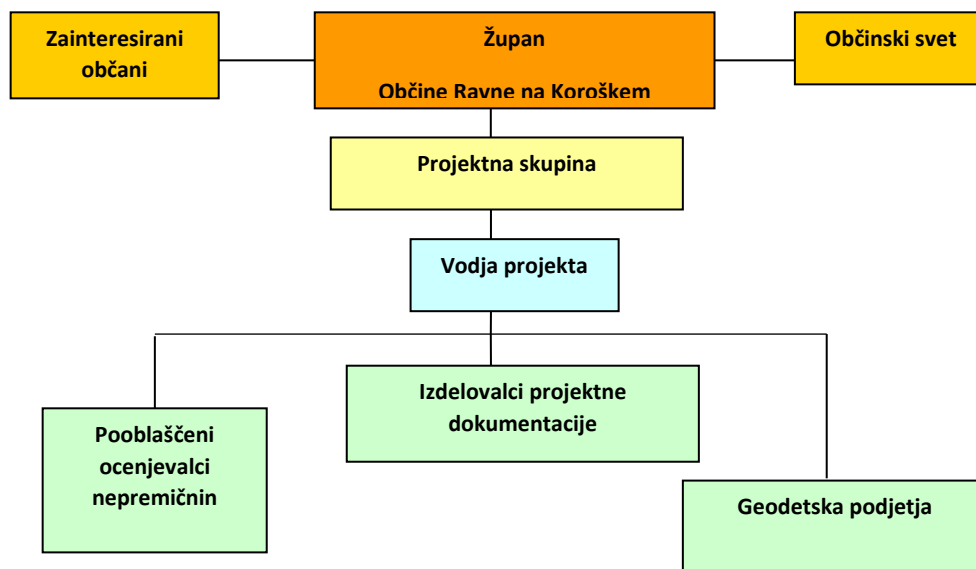 Zainteresirani
občani
Župan
Občine Ravne na Koroškem
Občinski svet
Projektna skupina
Vodja projekta
Izdelovalci projektne
dokumentacije
Pooblaščeni
ocenjevalci
nepremičnin
Geodetska podjetja